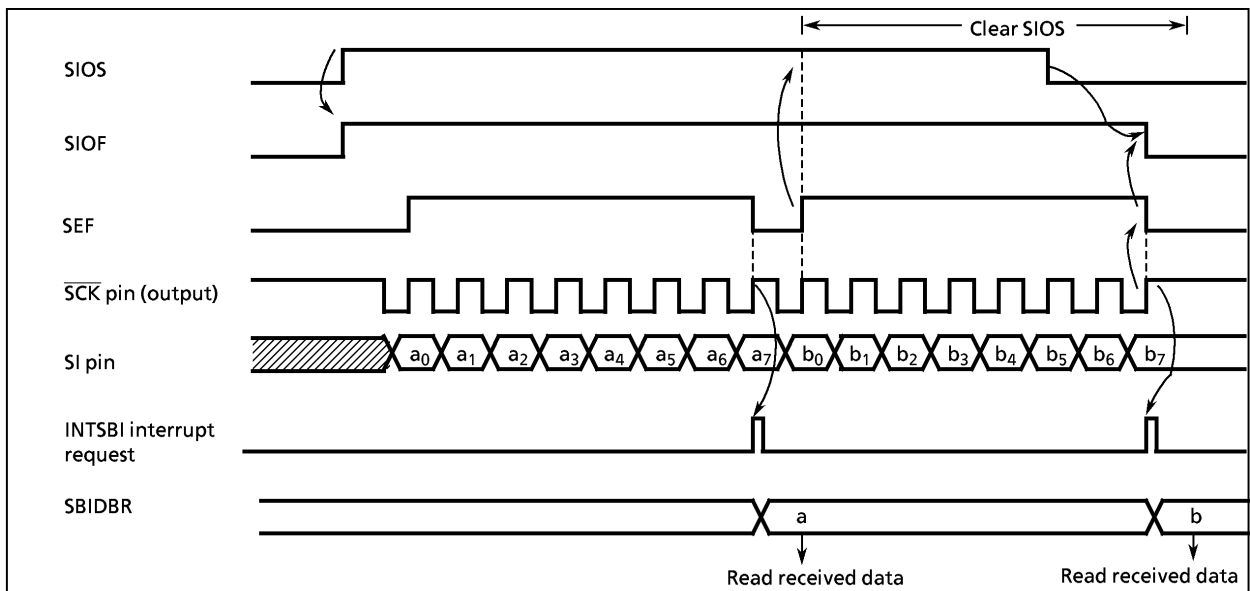 Clear SIOS
SIOS
SIOF
SEF
SCK pin (output)
SI pin
a0 a1 a2 a3 a4 a5 a6 a7 b0 b1 b2 b3 b4 b5 b6 b7
INTSBI interrupt
request
SBIDBR
a
b
Read received data
Read received data